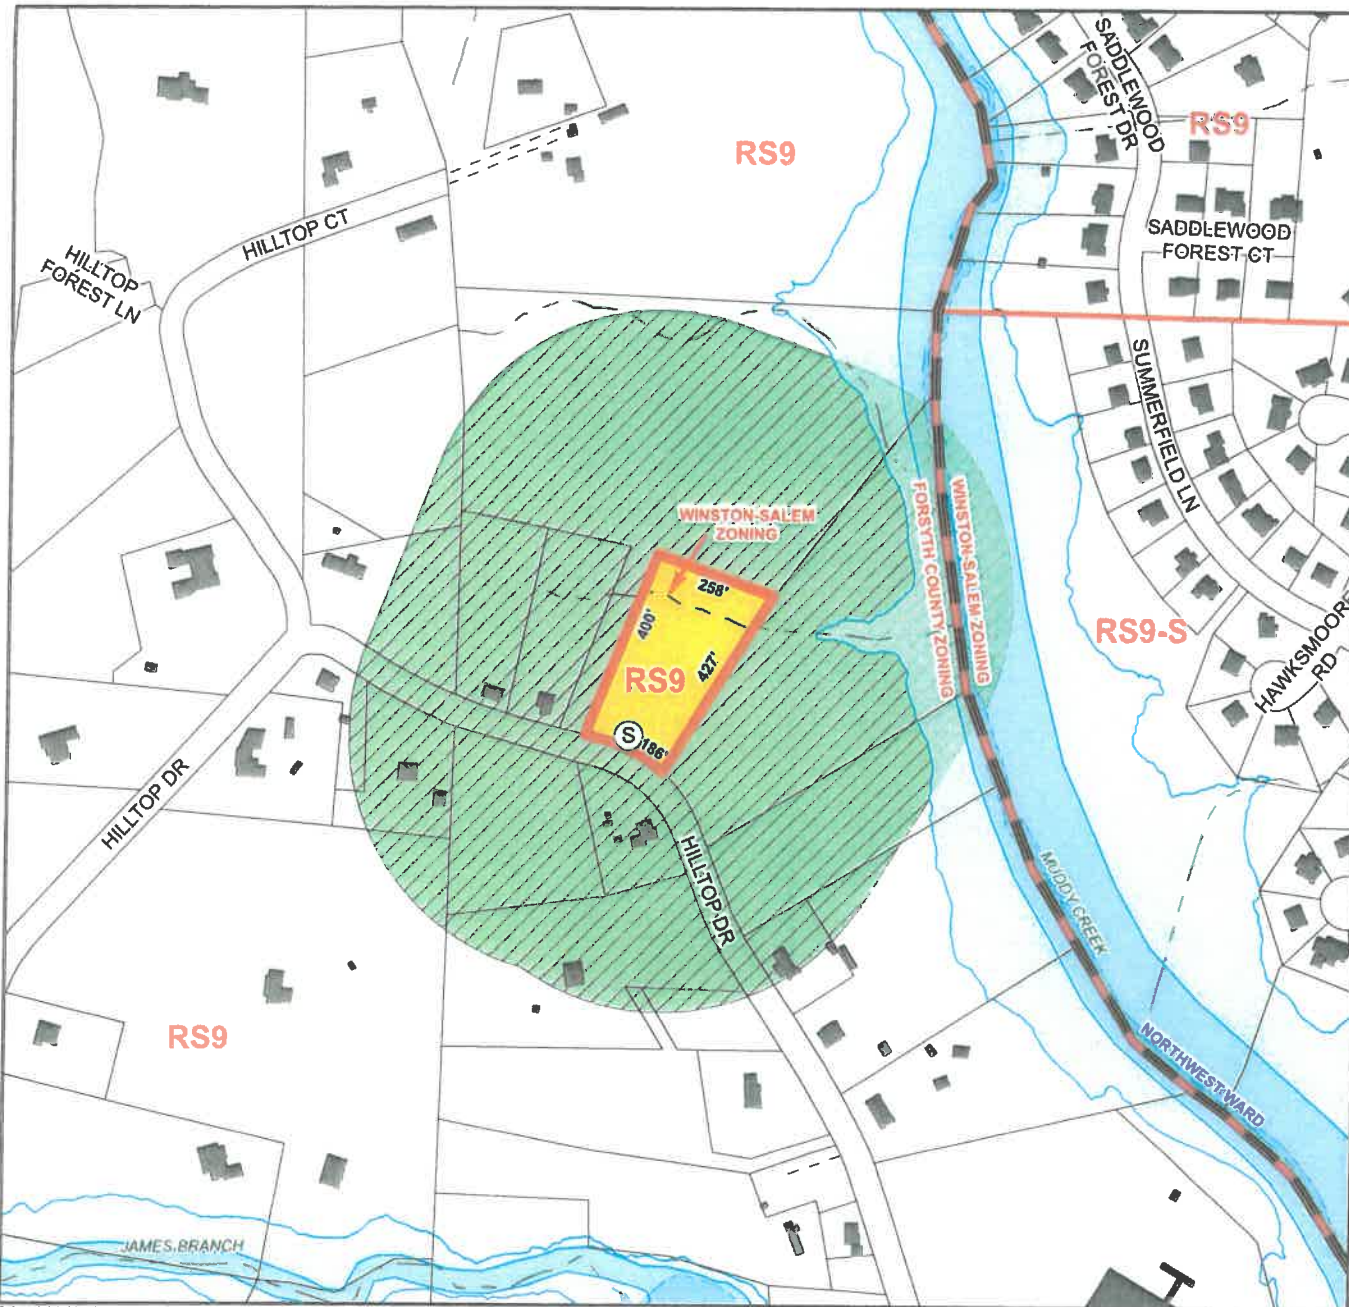 SADDLEWOOD
FOREST DR
RS9
RS9
HILLTOP CT
SADDLEWOOD
FOREST CT
HILLTOP
FOREST LN
SUMMERFIELD LN
WINSTON-SALEM
ZONING
FORSYTH COUNTY ZONING
WINSTON-SALEM ZONING
258'
400'
427'
RS9
RS9-S
HAWKSMOORE
RD
S
186'
HILLTOP DR
HILLTOP DR
MUDDY CREEK
RS9
NORTHWEST WARD
JAMES BRANCH